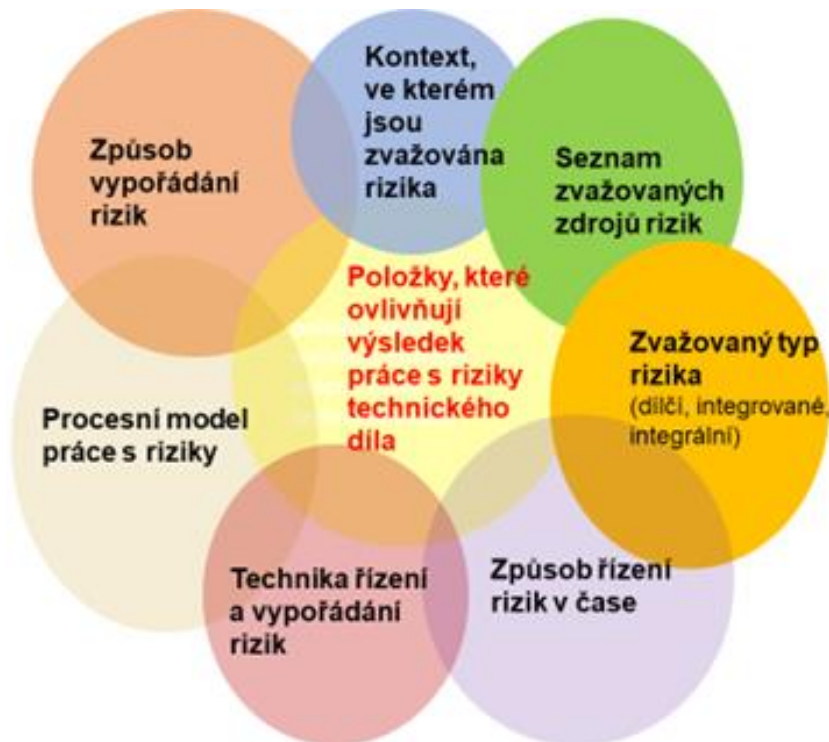 Kontext,
ve kterém
jsou
zvažována
rizika
Způsob
vypořádání
rizik
Seznam
zvažovaných
zdrojů rizik
Položky, které
ovlivňují
výsledek
práce s riziky
technického
díla
Zvažovaný typ
rizika
(dílčí, integrované,
integrální)
Procesní model
práce s riziky
Technika řízení
a vypořádání
rizik
Způsob řízení
rizik v čase